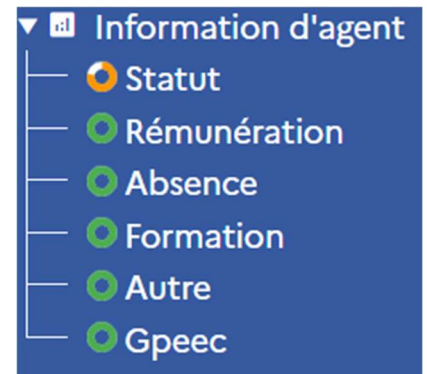 Information d'agent
Statut
Rémunération
Absence
Formation
Autre
Gpeec